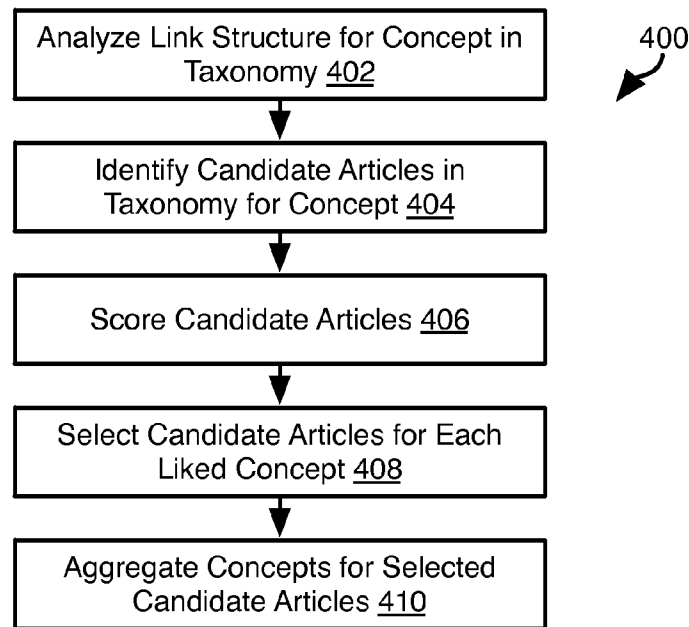 Analyze Link Structure for Concept in
Taxonomy 402
400
Identify Candidate Articles in
Taxonomy for Concept 404
Score Candidate Articles 406
Select Candidate Articles for Each
Liked Concept 408
Aggregate Concepts for Selected
Candidate Articles 410